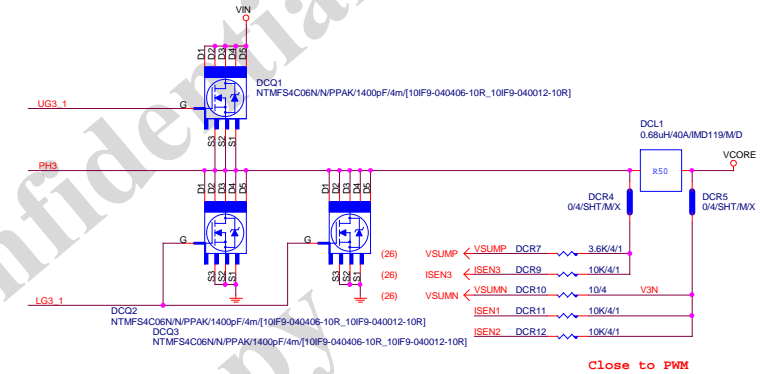 VIN
D1 D2 D3 D4 D5
DCQ1
NTMFS4C06N/N/PPAK/1400pF/4m/[10IF9-040406-10R_10IF9-040012-10R]
UG3_1
G
S3 S2 S1
DCL1
0.68uH/40A/IMD119/M/D
VCORE
PH3
R50
D1 D2 D3 D4 D5
D1 D2 D3 D4 D5
DCR4
0/4/SHT/M/X
DCR5
0/4/SHT/M/X
G
G
(26) VSUMP VSUMP DCR7 3.6K/4/1
(26) ISEN3 ISEN3 DCR9 10K/4/1
(26) VSUMN VSUMN DCR10 10/4 V3N
S3 S2 S1
S3 S2 S1
LG3_1
ISEN1 DCR11 10K/4/1
DCQ2
NTMFS4C06N/N/PPAK/1400pF/4m/[10IF9-040406-10R_10IF9-040012-10R]
DCQ3
ISEN2 DCR12 10K/4/1
NTMFS4C06N/N/PPAK/1400pF/4m/[10IF9-040406-10R_10IF9-040012-10R]
Close to PWM
nfidential
opy